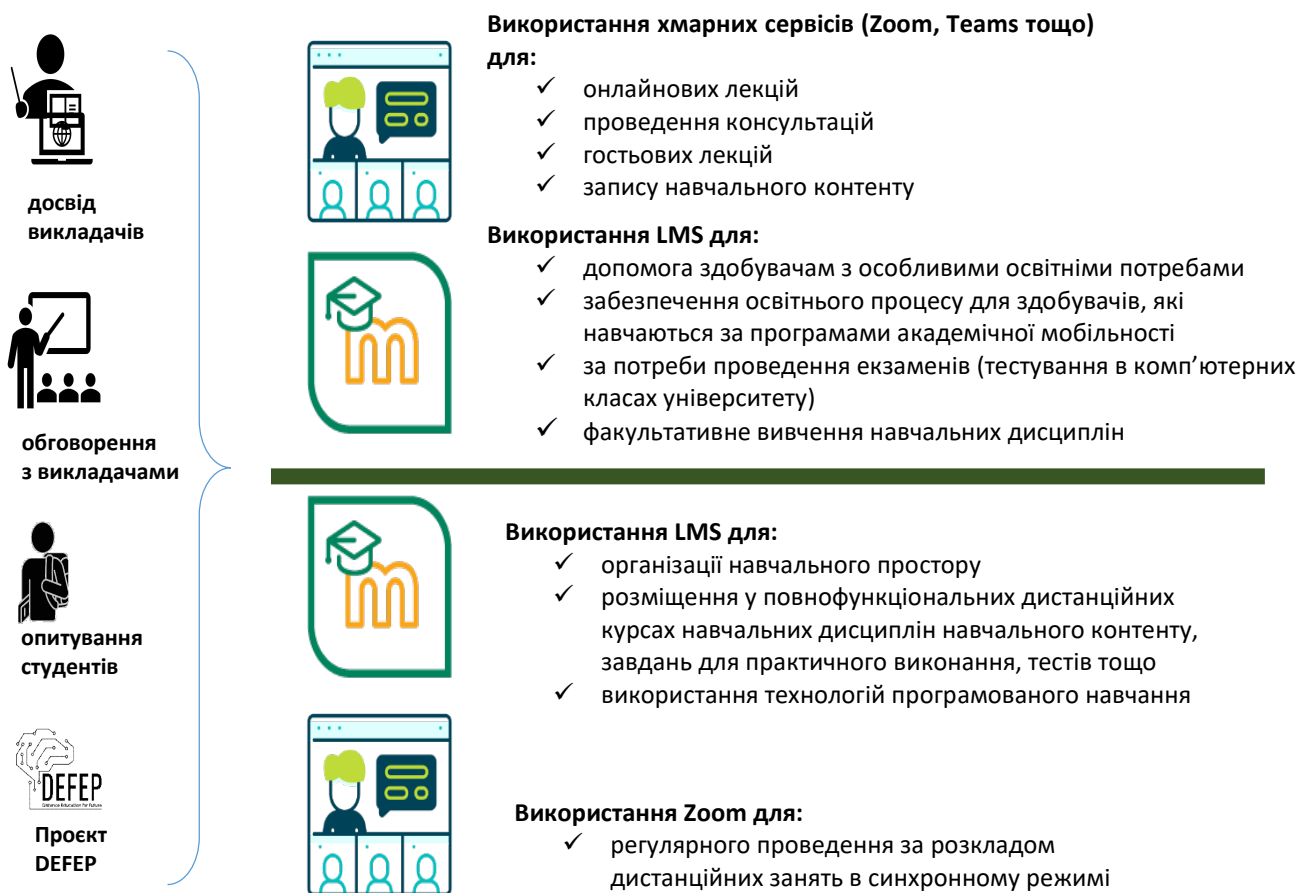 досвід
викладачів
обговорення
з викладачами
опитування
студентів
DEFEP
Distance Education for Future
Проєкт
DEFEP
Використання хмарних сервісів (Zoom, Teams тощо)
для:
✓ онлайнових лекцій
✓ проведення консультацій
✓ гостьових лекцій
✓ запису навчального контенту
Використання LMS для:
✓ допомога здобувачам з особливими освітніми потребами
✓ забезпечення освітнього процесу для здобувачів, які
навчаються за програмами академічної мобільності
✓ за потреби проведення екзаменів (тестування в комп’ютерних
класах університету)
✓ факультативне вивчення навчальних дисциплін
m
Використання LMS для:
✓ організації навчального простору
✓ розміщення у повнофункціональних дистанційних
курсах навчальних дисциплін навчального контенту,
завдань для практичного виконання, тестів тощо
✓ використання технологій програмованого навчання
m
Використання Zoom для:
✓ регулярного проведення за розкладом
дистанційних занять в синхронному режимі